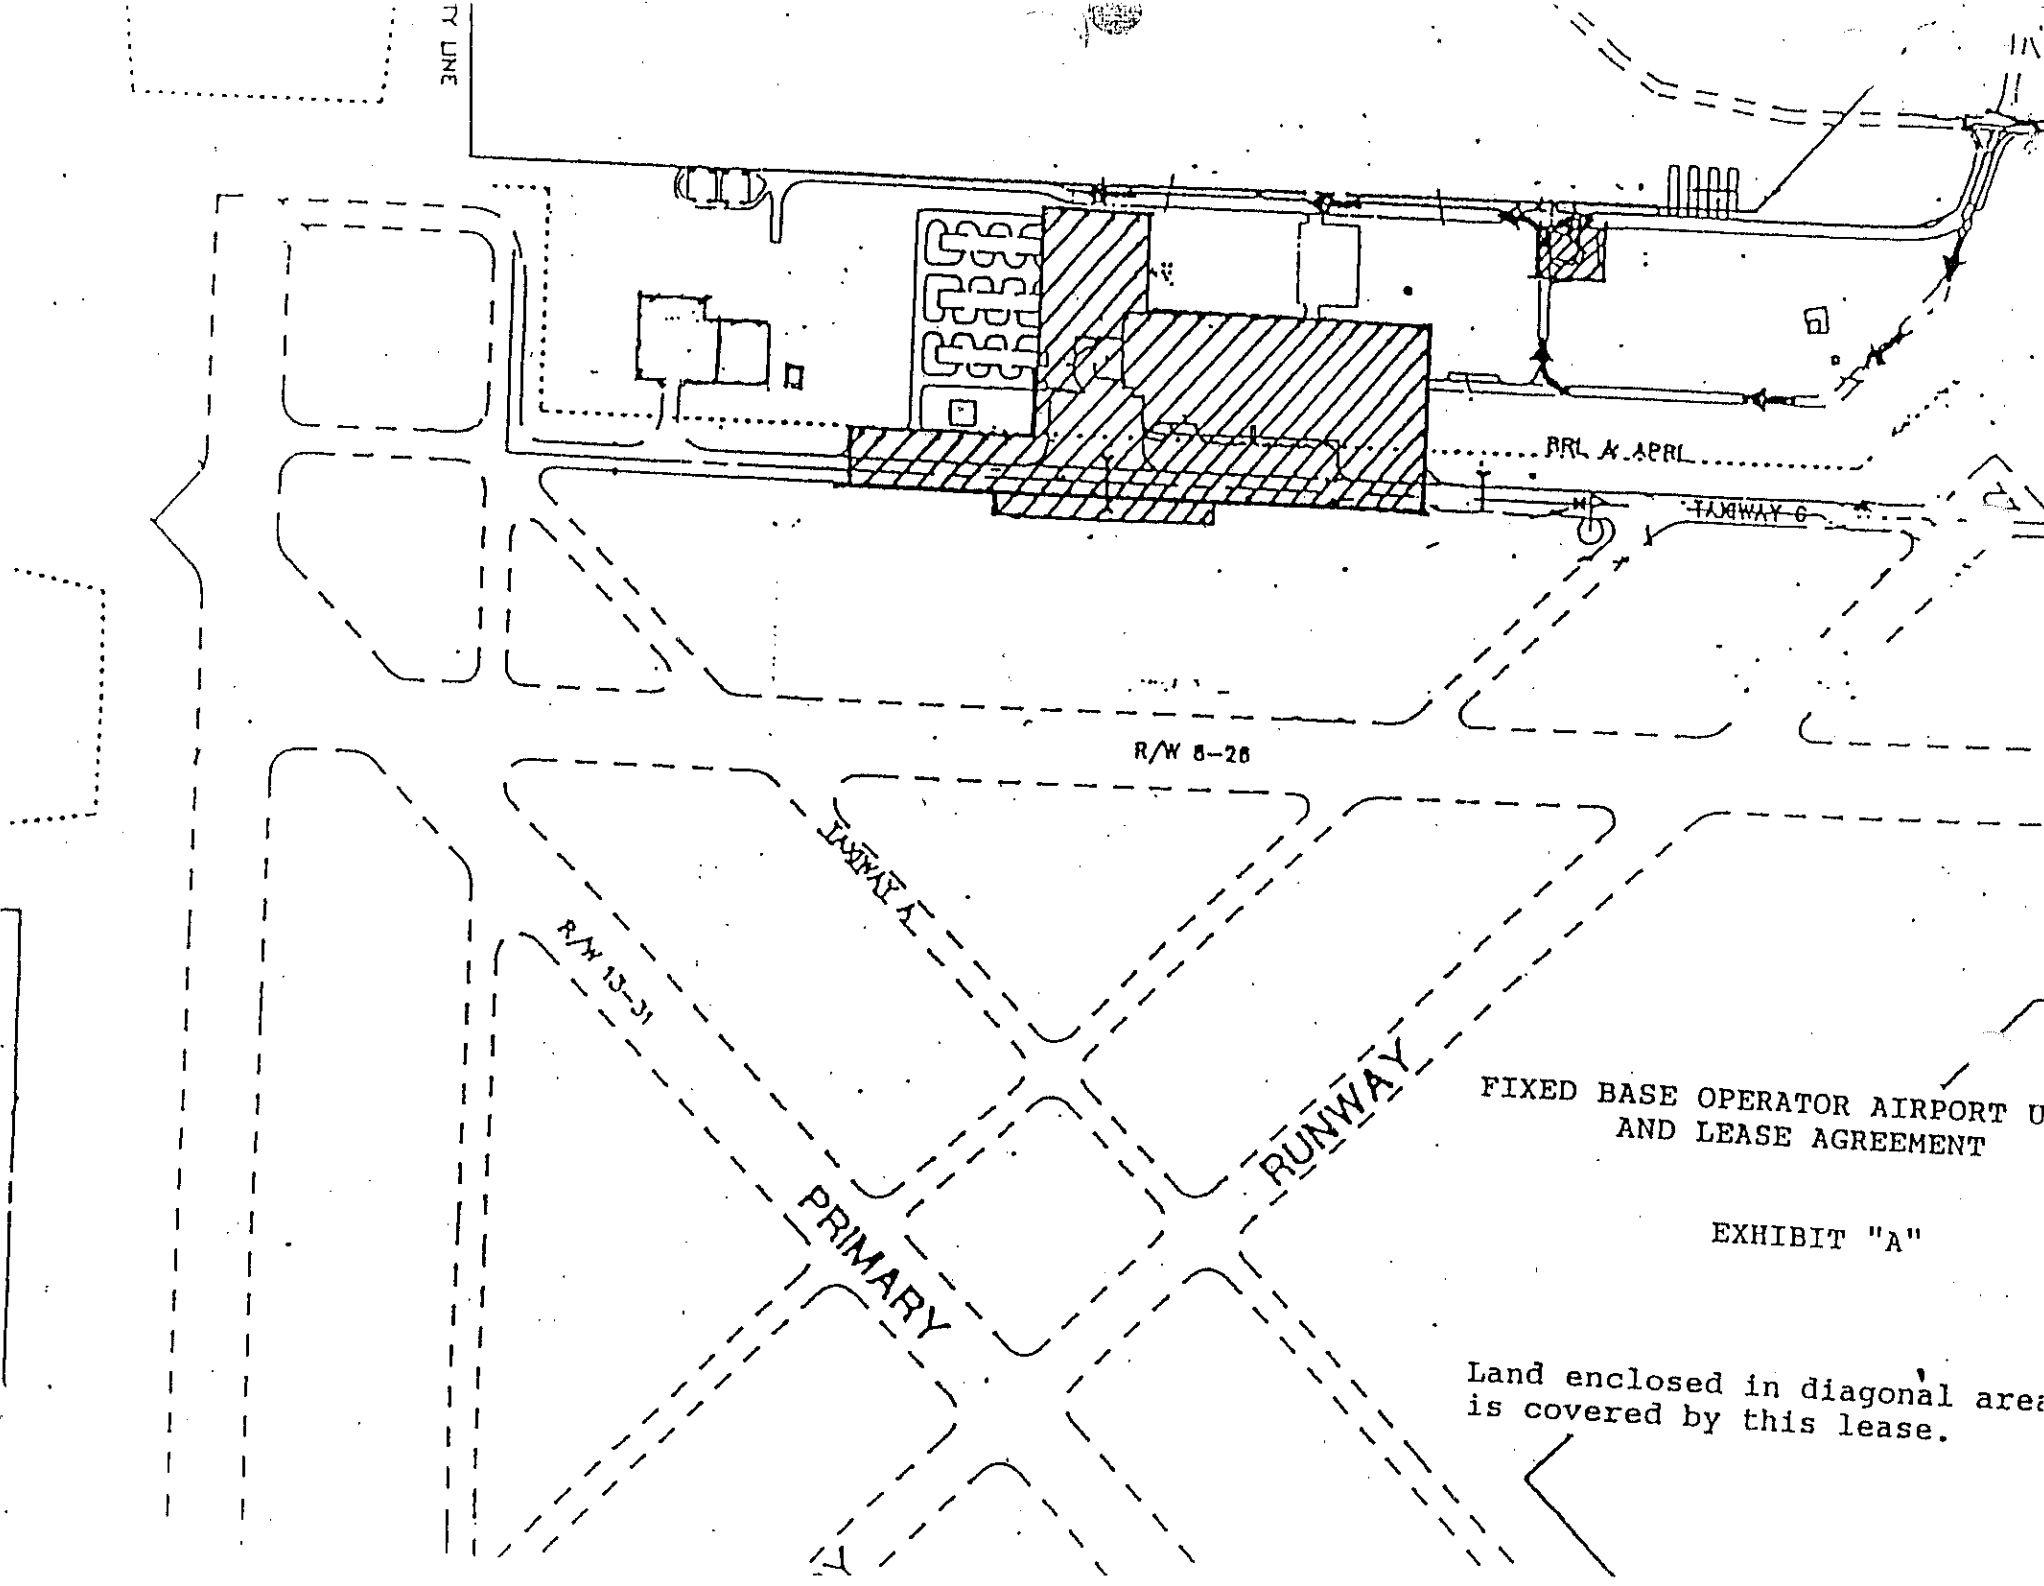 TY LINE
BRL & APRL
TAXIWAY G
R/W 8-26
TAXIWAY A
R/W 13-31
RUNWAY
PRIMARY
FIXED BASE OPERATOR AIRPORT U
AND LEASE AGREEMENT
EXHIBIT "A"
Land enclosed in diagonal area
is covered by this lease.
Y